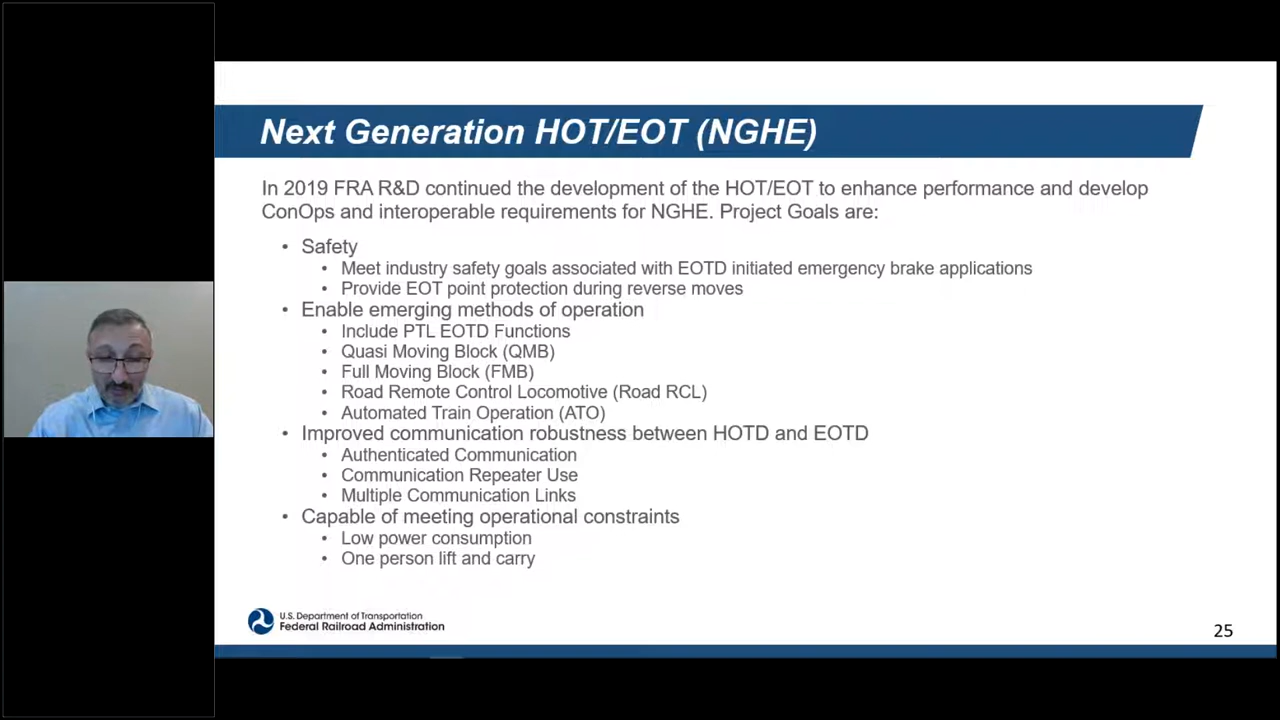 Next Generation HOT/EOT (NGHE)
In 2019 FRA R&D continued the development of the HOT/EOT to enhance performance and develop
ConOps and interoperable requirements for NGHE. Project Goals are:
• Safety
• Meet industry safety goals associated with EOTD initiated emergency brake applications
• Provide EOT point protection during reverse moves
• Enable emerging methods of operation
• Include PTL EOTD Functions
• Quasi Moving Block (QMB)
• Full Moving Block (FMB)
• Road Remote Control Locomotive (Road RCL)
• Automated Train Operation (ATO)
• Improved communication robustness between HOTD and EOTD
• Authenticated Communication
• Communication Repeater Use
• Multiple Communication Links
• Capable of meeting operational constraints
• Low power consumption
• One person lift and carry
U.S. Department of Transportation
Federal Railroad Administration
25